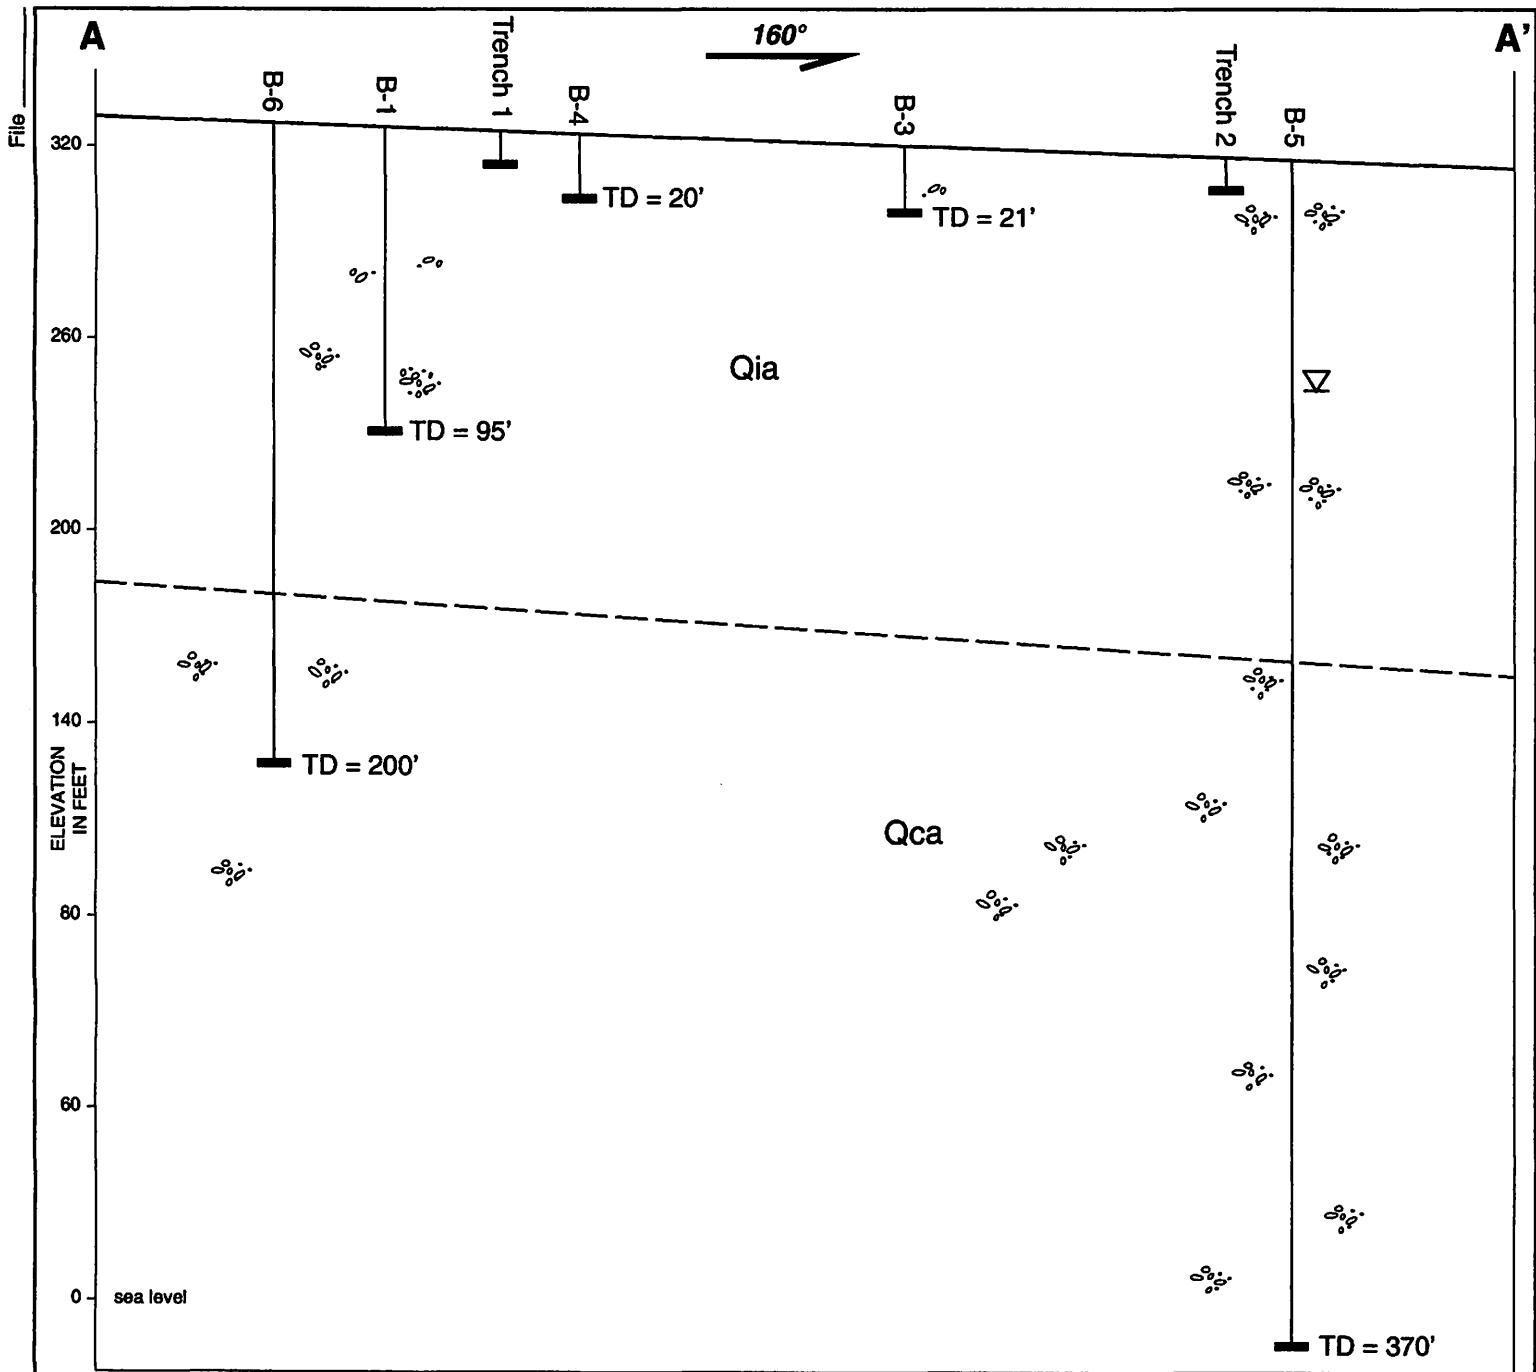 File
A
160°
A'
B-6
B-1
Trench 1
B-4
B-3
Trench 2
B-5
320
TD = 20'
TD = 21'
260
Qia
TD = 95'
200
140
ELEVATION
IN FEET
TD = 200'
Qca
80
60
0
sea level
TD = 370'